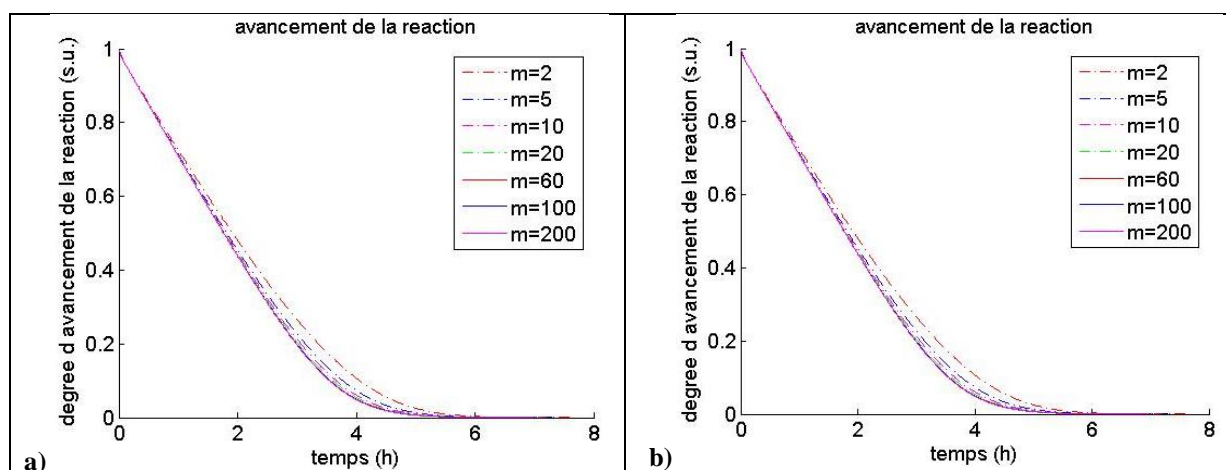 avancement de la reaction
degree d avancement de la reaction (s.u.)
1
0.8
0.6
0.4
0.2
0
0 2 4 6 8
temps (h)
m=2
m=5
m=10
m=20
m=60
m=100
m=200
a)
avancement de la reaction
degree d avancement de la reaction (s.u.)
1
0.8
0.6
0.4
0.2
0
0 2 4 6 8
temps (h)
m=2
m=5
m=10
m=20
m=60
m=100
m=200
b)